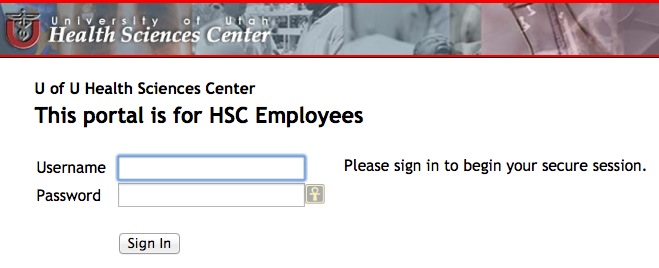 University of Utah
Health Sciences Center
U of U Health Sciences Center
This portal is for HSC Employees
Username
Please sign in to begin your secure session.
Password
Sign In